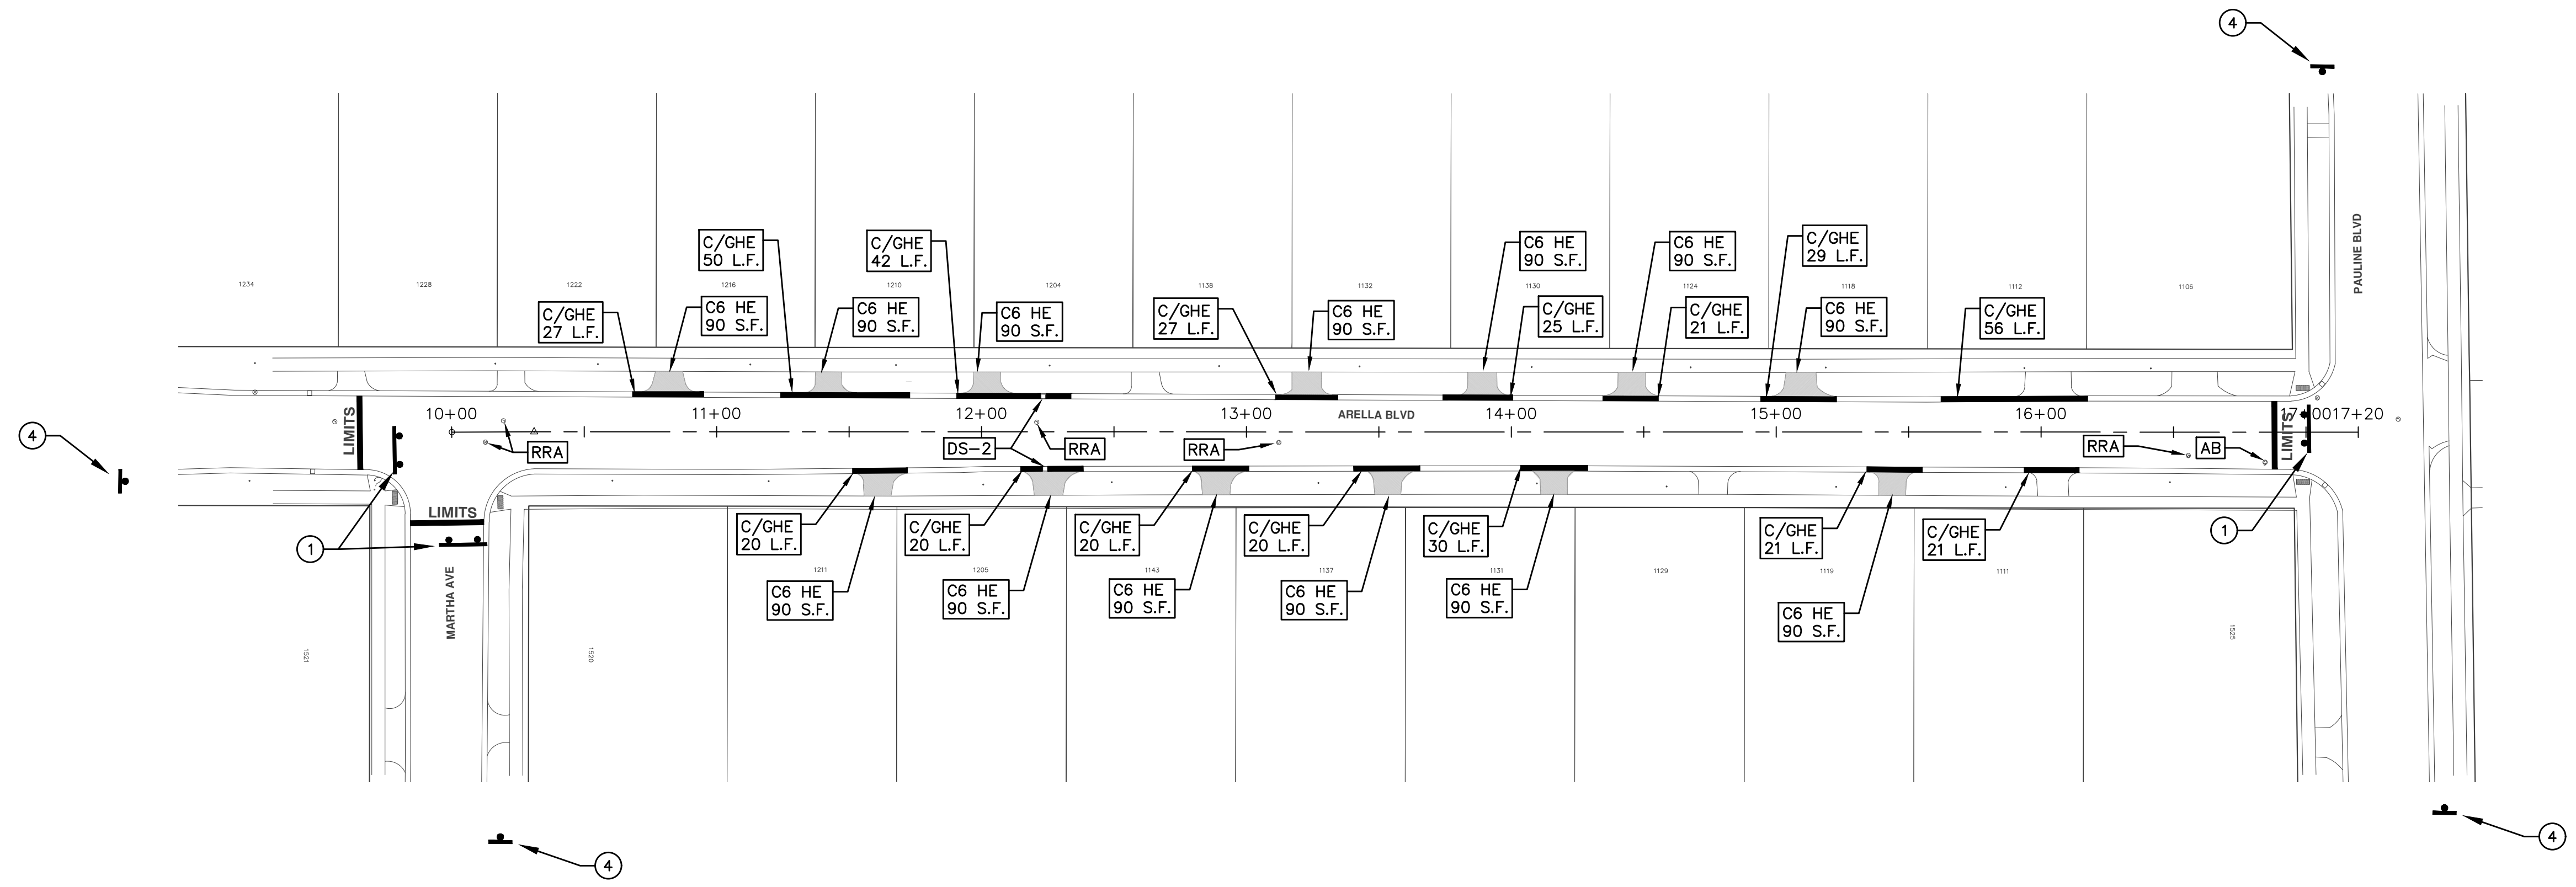 4
PAULINE BLVD
C/GHE
50 L.F.
C/GHE
42 L.F.
C6 HE
90 S.F.
C6 HE
90 S.F.
C/GHE
29 L.F.
1234
1228
1222
1216
1210
1204
1138
1132
1130
1124
1118
1112
1106
C/GHE
27 L.F.
C6 HE
90 S.F.
C6 HE
90 S.F.
C6 HE
90 S.F.
C/GHE
27 L.F.
C6 HE
90 S.F.
C/GHE
25 L.F.
C/GHE
21 L.F.
C6 HE
90 S.F.
C/GHE
56 L.F.
LIMITS
10+00
11+00
12+00
13+00
ARELLA BLVD
14+00
15+00
16+00
17+00
17+20
LIMITS
4
RRA
DS-2
RRA
RRA
RRA
AB
LIMITS
1
MARTHA AVE
C/GHE
20 L.F.
C/GHE
20 L.F.
C/GHE
20 L.F.
C/GHE
20 L.F.
C/GHE
30 L.F.
C/GHE
21 L.F.
C/GHE
21 L.F.
1
1211
1205
1143
1137
1131
1129
1119
1111
C6 HE
90 S.F.
C6 HE
90 S.F.
C6 HE
90 S.F.
C6 HE
90 S.F.
C6 HE
90 S.F.
C6 HE
90 S.F.
1521
1520
1525
4
4